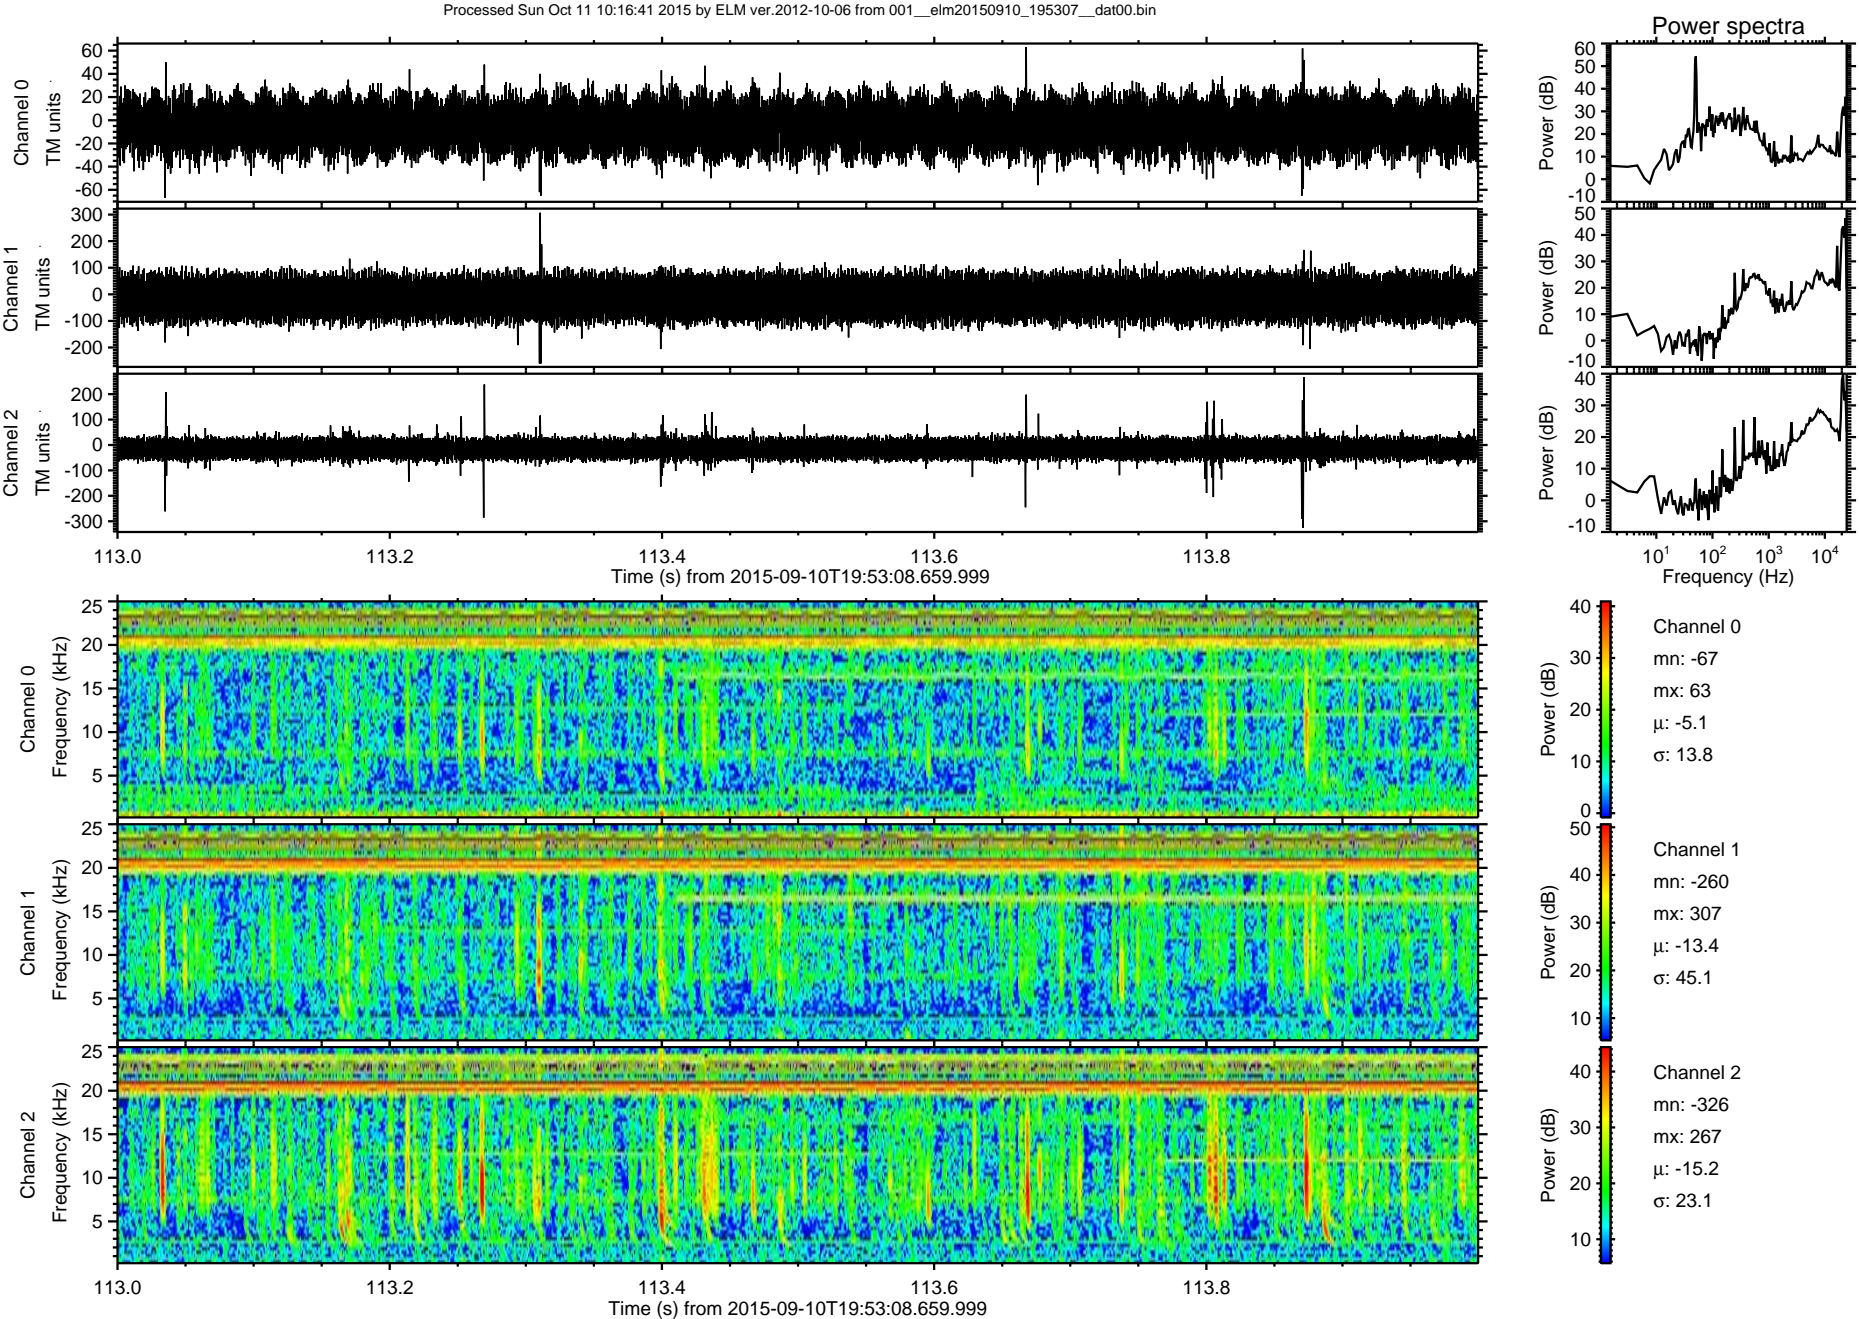 Processed Sun Oct 11 10:16:41 2015 by ELM ver.2012-10-06 from 001__elm20150910_195307__dat00.bin
Power spectra
Channel 0
TM units
60
40
20
0
-20
-40
-60
Power (dB)
60
50
40
30
20
10
0
-10
Channel 1
TM units
300
200
100
0
-100
-200
Power (dB)
50
40
30
20
10
0
-10
Channel 2
TM units
200
100
0
-100
-200
-300
Power (dB)
40
30
20
10
0
-10
113.0 113.2 113.4 113.6 113.8
Time (s) from 2015-09-10T19:53:08.659.999
10^1 10^2 10^3 10^4
Frequency (Hz)
Channel 0
Frequency (kHz)
25
20
15
10
5
Power (dB)
40
30
20
10
0
Channel 0
mn: -67
mx: 63
μ: -5.1
σ: 13.8
Channel 1
Frequency (kHz)
25
20
15
10
5
Power (dB)
50
40
30
20
10
Channel 1
mn: -260
mx: 307
μ: -13.4
σ: 45.1
Channel 2
Frequency (kHz)
25
20
15
10
5
Power (dB)
40
30
20
10
Channel 2
mn: -326
mx: 267
μ: -15.2
σ: 23.1
113.0 113.2 113.4 113.6 113.8
Time (s) from 2015-09-10T19:53:08.659.999